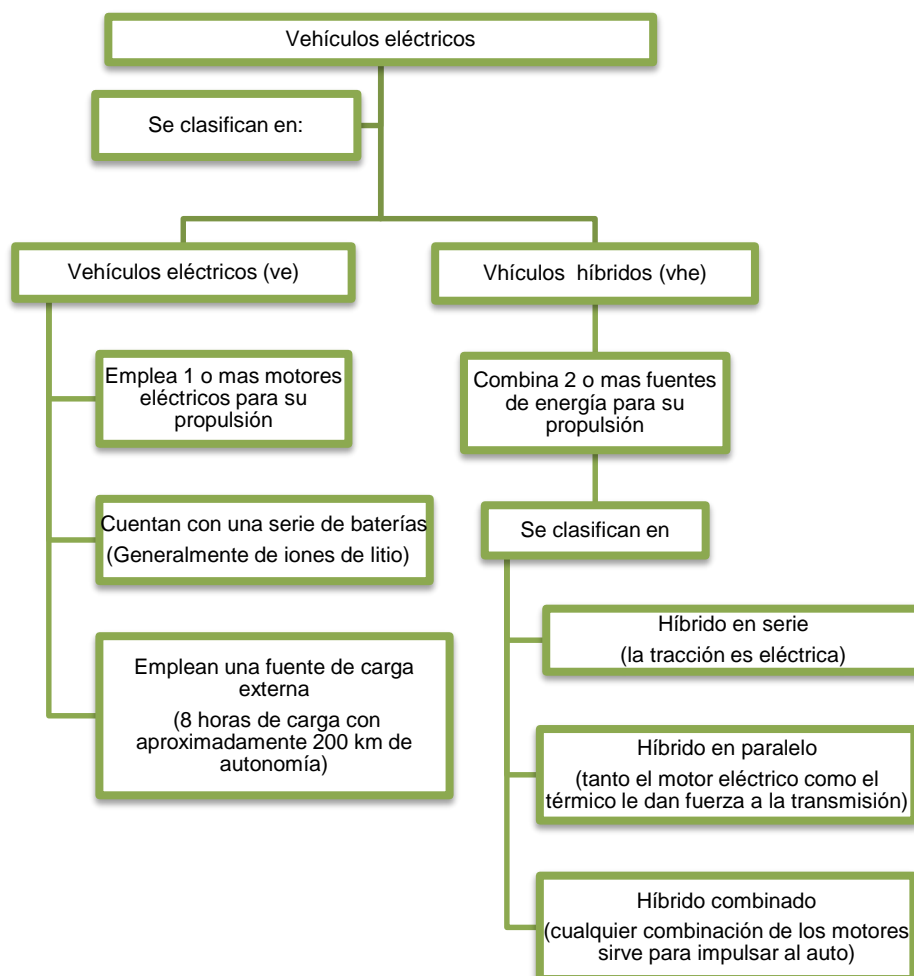 Vehículos eléctricos
Se clasifican en:
Vehículos eléctricos (ve)
Emplea 1 o mas motores
eléctricos para su
propulsión
Cuentan con una serie de baterías
(Generalmente de iones de litio)
Emplean una fuente de carga
externa
(8 horas de carga con
aproximadamente 200 km de
autonomía)
Vhículos híbridos (vhe)
Combina 2 o mas fuentes
de energía para su
propulsión
Se clasifican en
Híbrido en serie
(la tracción es eléctrica)
Híbrido en paralelo
(tanto el motor eléctrico como el
térmico le dan fuerza a la transmisión)
Híbrido combinado
(cualquier combinación de los motores
sirve para impulsar al auto)